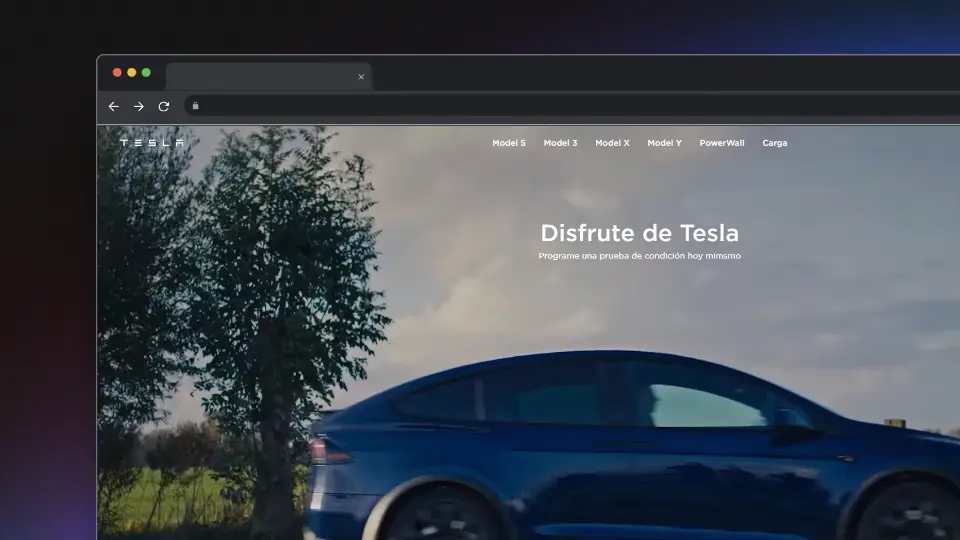 TESLA
Model S Model 3 Model X Model Y PowerWall Carga
Disfrute de Tesla
Programe una prueba de condición hoy mimsmo